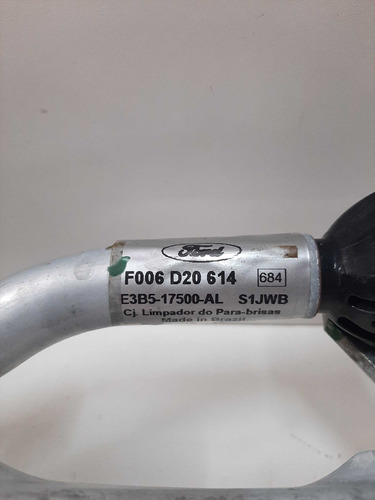 Ford
F006 D20 614 684
E3B5-17500-AL S1JWB
Cj. Limpador do Para-brisas
Made in Brazil